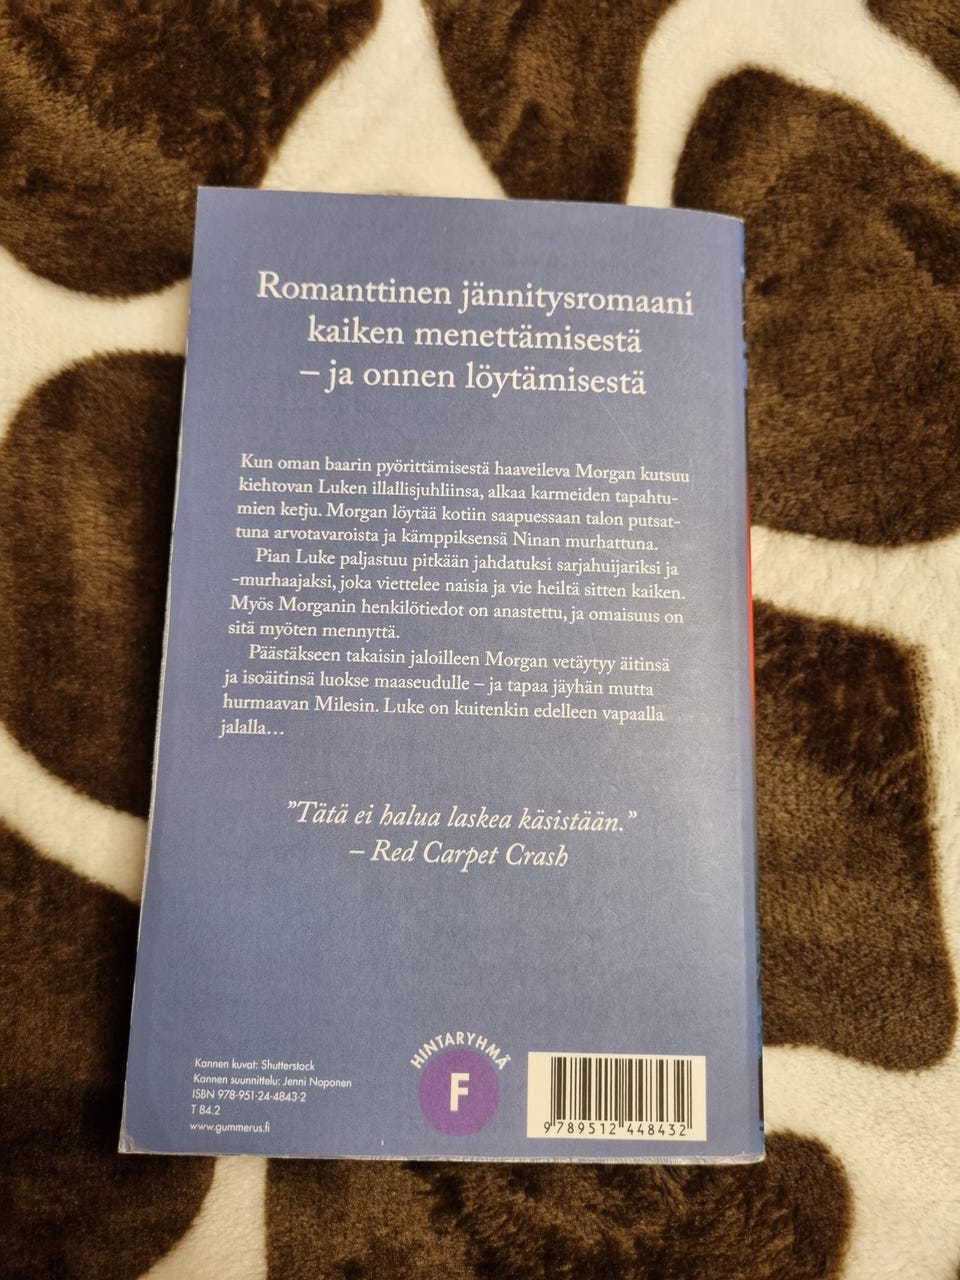 Romanttinen jännitysromaani
kaiken menettämisestä
– ja onnen löytämisestä
Kun oman baarin pyörittämisestä haaveileva Morgan kutsuu
kiehtovan Luken illallisjuhliinsa, alkaa karmeiden tapahtu-
mien ketju. Morgan löytää kotiin saapuessaan talon putsat-
tuna arvotavaroista ja kämppiksensä Ninan murhattuna.
Pian Luke paljastuu pitkään jahdatuksi sarjahuijariksi ja
-murhaajaksi, joka viettelee naisia ja vie heiltä sitten kaiken.
Myös Morganin henkilötiedot on anastettu, ja omaisuus on
sitä myöten mennyttä.
Päästäkseen takaisin jaloilleen Morgan vetäytyy äitinsä
ja isoäitinsä luokse maaseudulle – ja tapaa jäyhän mutta
hurmaavan Milesin. Luke on kuitenkin edelleen vapaalla
jalalla...
”Tätä ei halua laskea käsistään.”
– Red Carpet Crash
Kannen kuvat: Shutterstock
Kannen suunnittelu: Jenni Noponen
ISBN 978-951-24-4843-2
T 84.2
www.gummerus.fi
HINTARYHMÄ
F
9 789512 448432